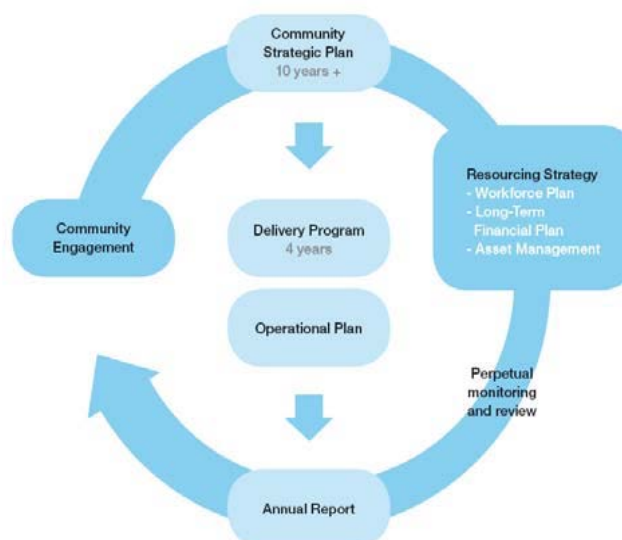 Community
Strategic Plan
10 years +
Resourcing Strategy
- Workforce Plan
- Long-Term
Financial Plan
- Asset Management
Community
Engagement
Delivery Program
4 years
Operational Plan
Perpetual
monitoring
and review
Annual Report